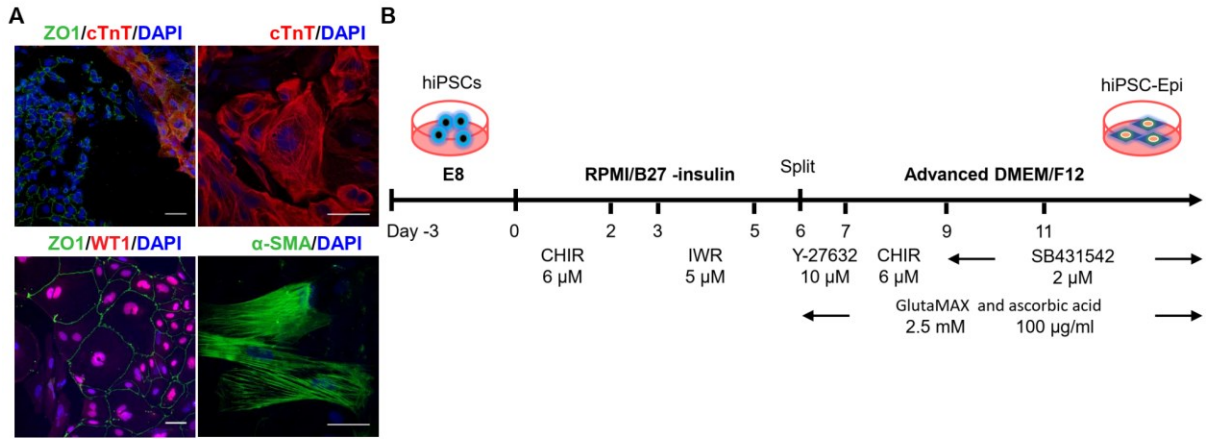 A
ZO1/cTnT/DAPI
cTnT/DAPI
ZO1/WT1/DAPI
α-SMA/DAPI
B
hiPSCs
hiPSC-Epi
E8
RPMI/B27 -insulin
Split
Advanced DMEM/F12
Day -3 0 2 3 5 6 7 9 11
CHIR IWR Y-27632 CHIR SB431542
6 µM 5 µM 10 µM 6 µM 2 µM
GlutaMAX and ascorbic acid
2.5 mM 100 µg/ml